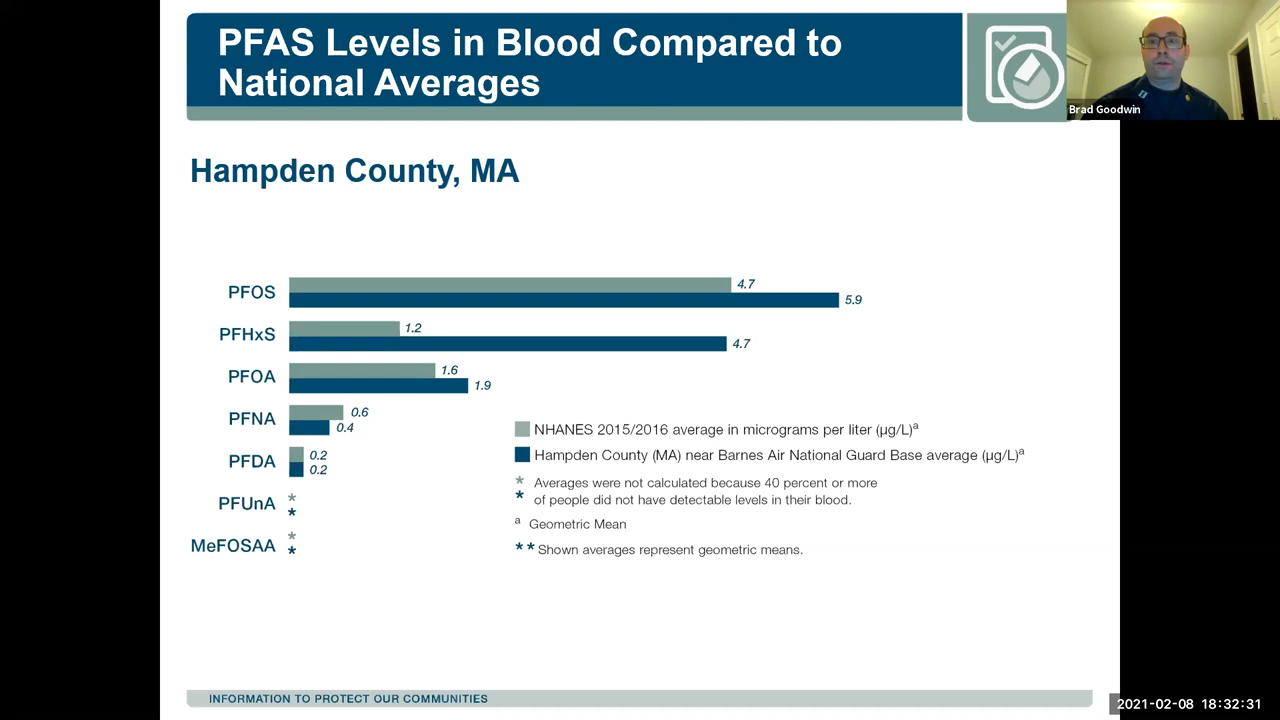 PFAS Levels in Blood Compared to
National Averages
Brad Goodwin
Hampden County, MA
PFOS
4.7
5.9
PFHxS
1.2
4.7
PFOA
1.6
1.9
PFNA
0.6
0.4
PFDA
0.2
0.2
PFUnA
*
*
MeFOSAA
*
*
NHANES 2015/2016 average in micrograms per liter (µg/L)ᵃ
Hampden County (MA) near Barnes Air National Guard Base average (µg/L)ᵃ
* Averages were not calculated because 40 percent or more
* of people did not have detectable levels in their blood.
ᵃ Geometric Mean
** Shown averages represent geometric means.
INFORMATION TO PROTECT OUR COMMUNITIES
2021-02-08 18:32:31